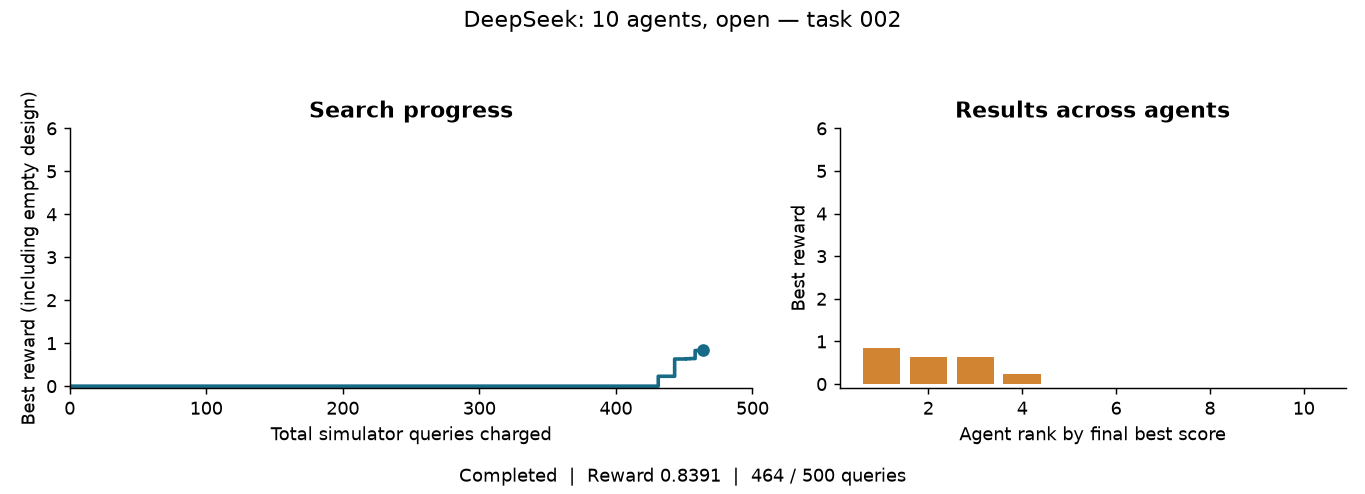 DeepSeek: 10 agents, open — task 002
Search progress
Best reward (including empty design)
6
5
4
3
2
1
0
0 100 200 300 400 500
Total simulator queries charged
Results across agents
Best reward
6
5
4
3
2
1
0
2 4 6 8 10
Agent rank by final best score
Completed | Reward 0.8391 | 464 / 500 queries